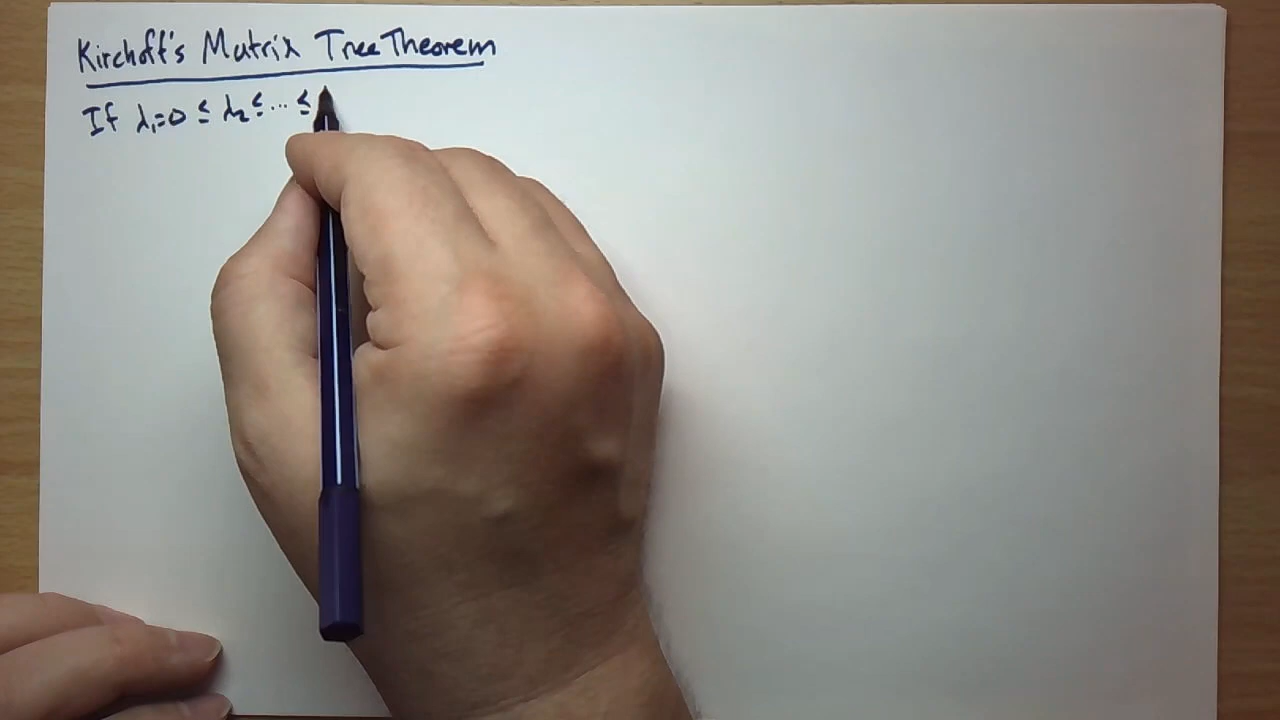 Kirchoff's Matrix Tree Theorem
If λ₁=0 ≤ λ₂ ≤ ... ≤